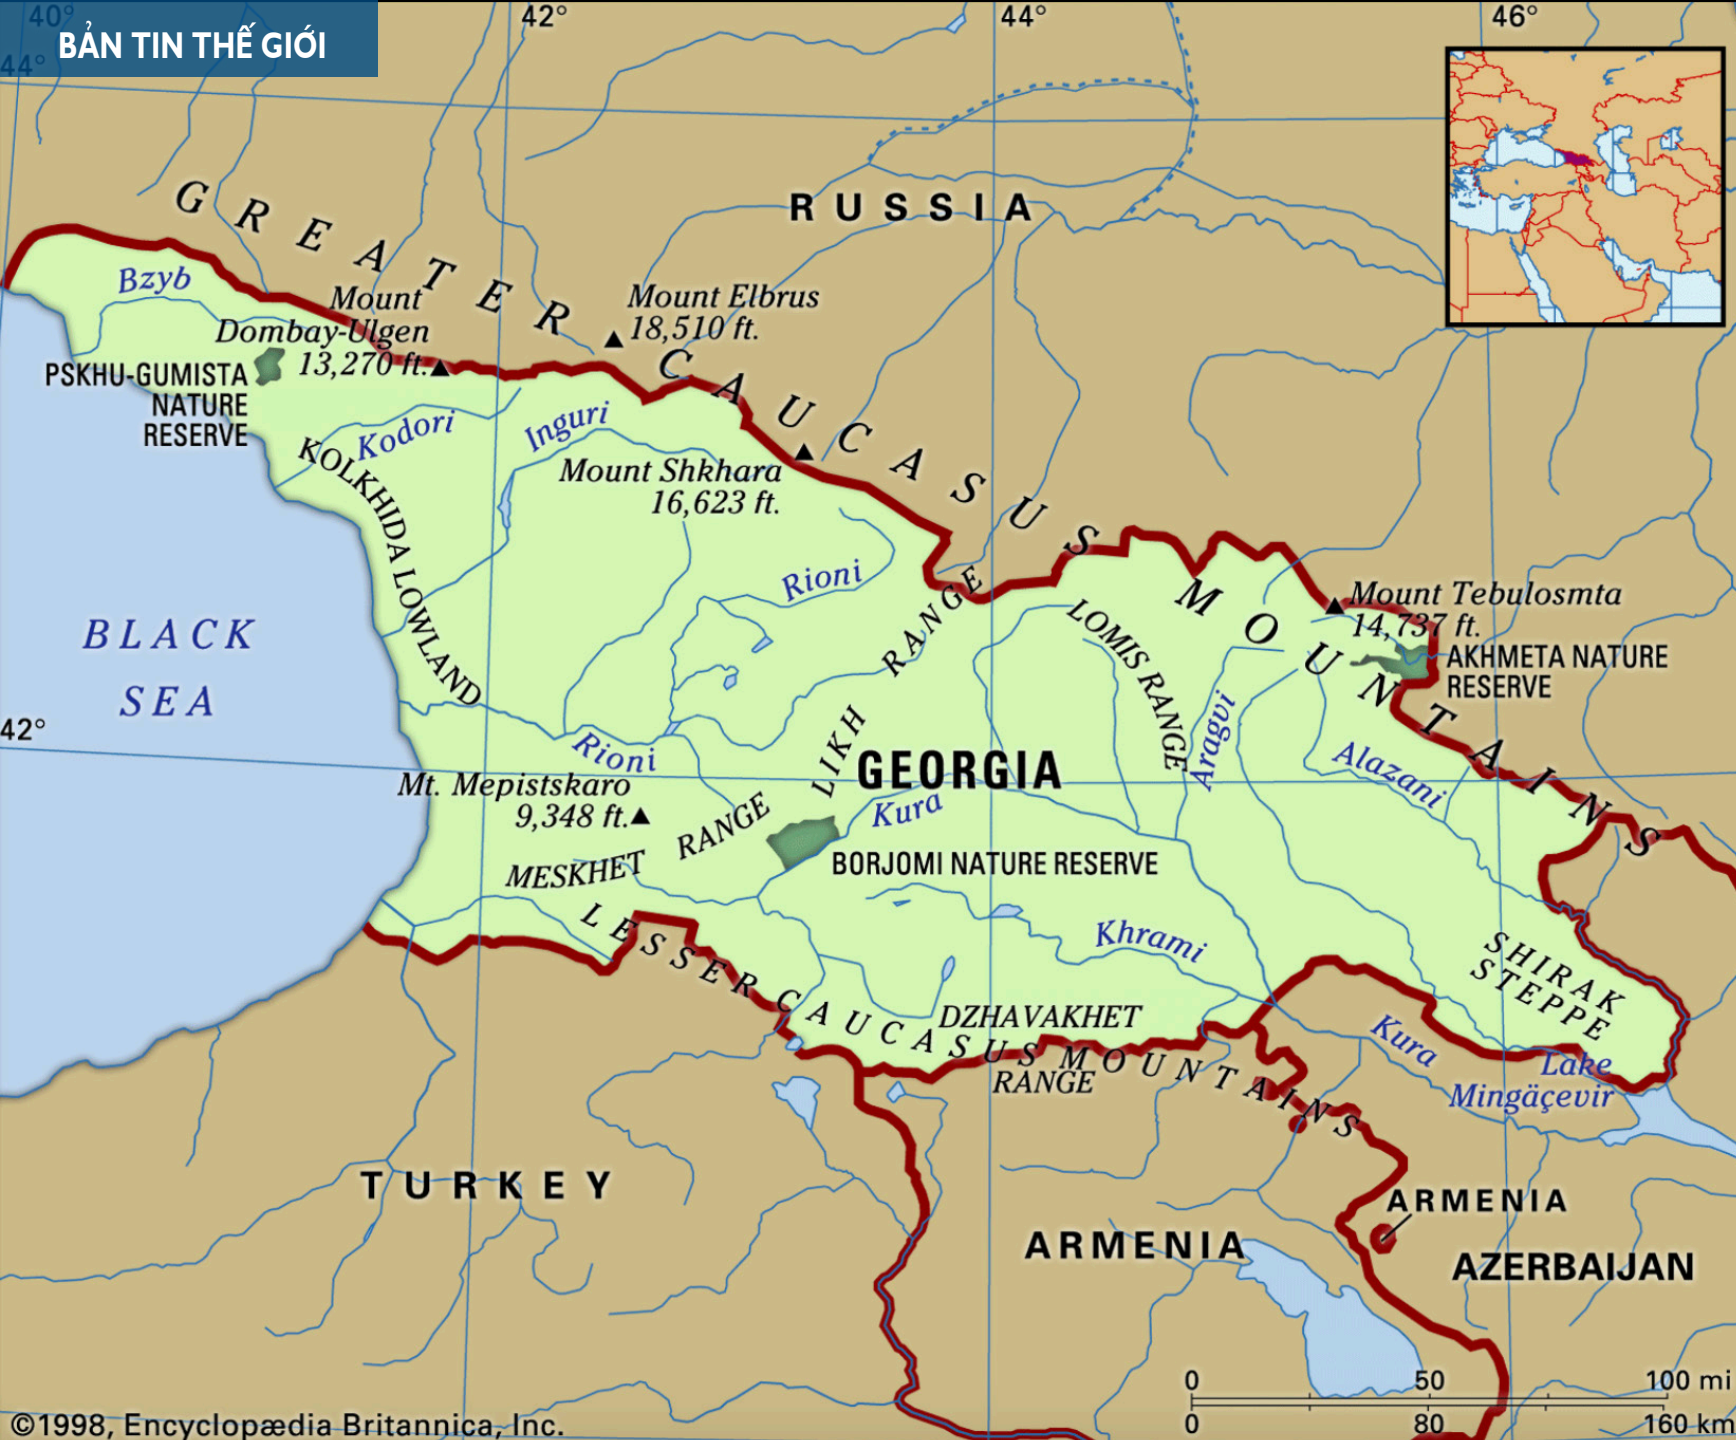 40°
42°
44°
46°
BẢN TIN THẾ GIỚI
44°
RUSSIA
GREATER CAUCASUS MOUNTAINS
Bzyb
Mount
Dombay-Ulgen
13,270 ft.
Mount Elbrus
18,510 ft.
PSKHU-GUMISTA
NATURE
RESERVE
Kodori
Inguri
Mount Shkhara
16,623 ft.
KOLKHIDA LOWLAND
Rioni
LIKH RANGE
LOMIS RANGE
Mount Tebulosmta
14,737 ft.
AKHMETA NATURE
RESERVE
BLACK
SEA
42°
Rioni
Aragvi
Alazani
GEORGIA
Mt. Mepistskaro
9,348 ft.
Kura
MESKHET RANGE
BORJOMI NATURE RESERVE
LESSER CAUCASUS MOUNTAINS
Khrami
SHIRAK
STEPPE
DZHAVAKHET
RANGE
Kura
Lake
Mingäçevir
TURKEY
ARMENIA
ARMENIA
AZERBAIJAN
0 50 100 mi
0 80 160 km
©1998, Encyclopædia Britannica, Inc.